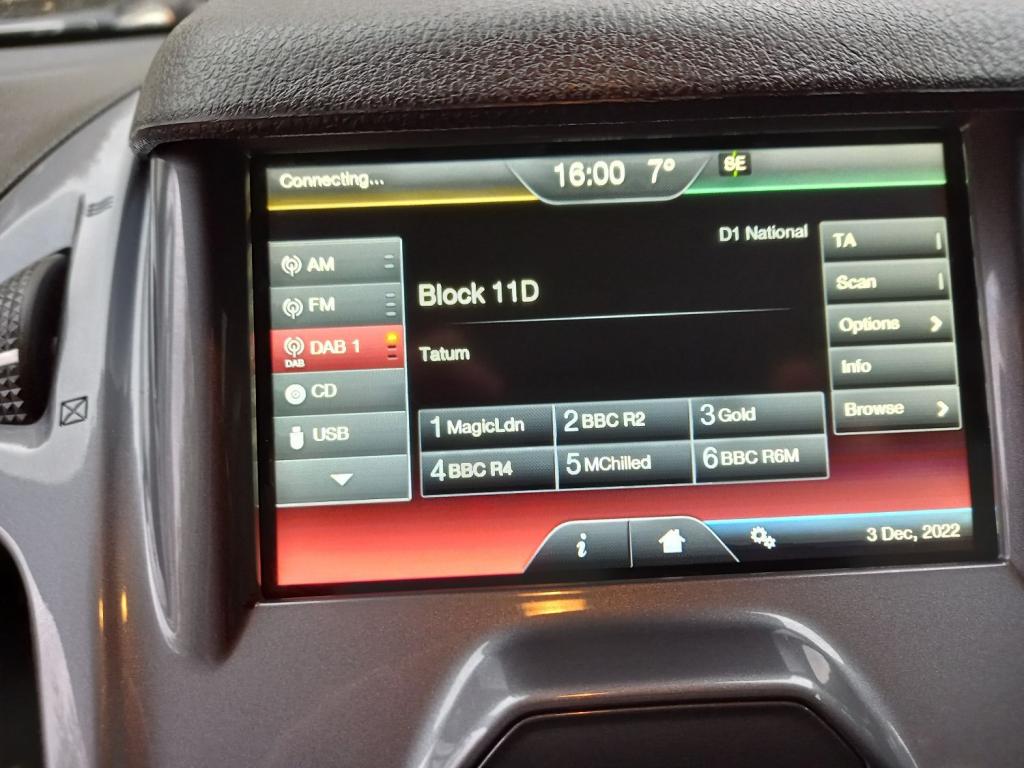 Connecting...
16:00 7°
D1 National
AM
FM
DAB
DAB 1
CD
USB
Block 11D
Tatum
1 MagicLdn
2 BBC R2
3 Gold
4 BBC R4
5 MChilled
6 BBC R6M
TA
Scan
Options
Info
Browse
i
3 Dec, 2022